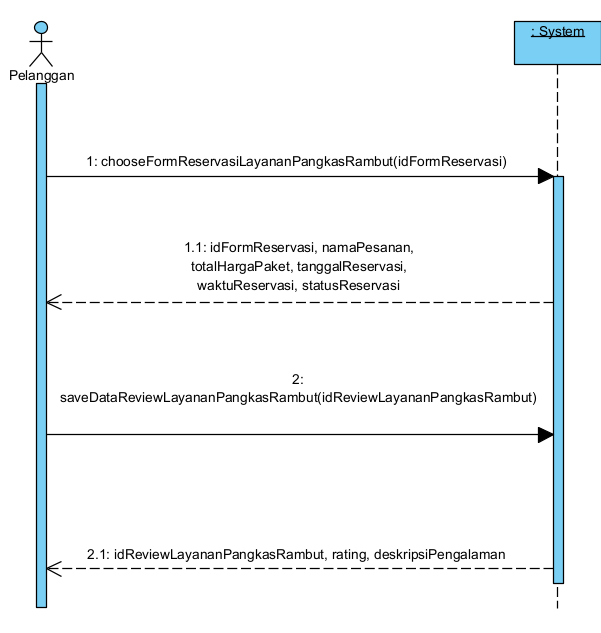 : System
Pelanggan
1: chooseFormReservasiLayananPangkasRambut(idFormReservasi)
1.1: idFormReservasi, namaPesanan,
totalHargaPaket, tanggalReservasi,
waktuReservasi, statusReservasi
2:
saveDataReviewLayananPangkasRambut(idReviewLayananPangkasRambut)
2.1: idReviewLayananPangkasRambut, rating, deskripsiPengalaman